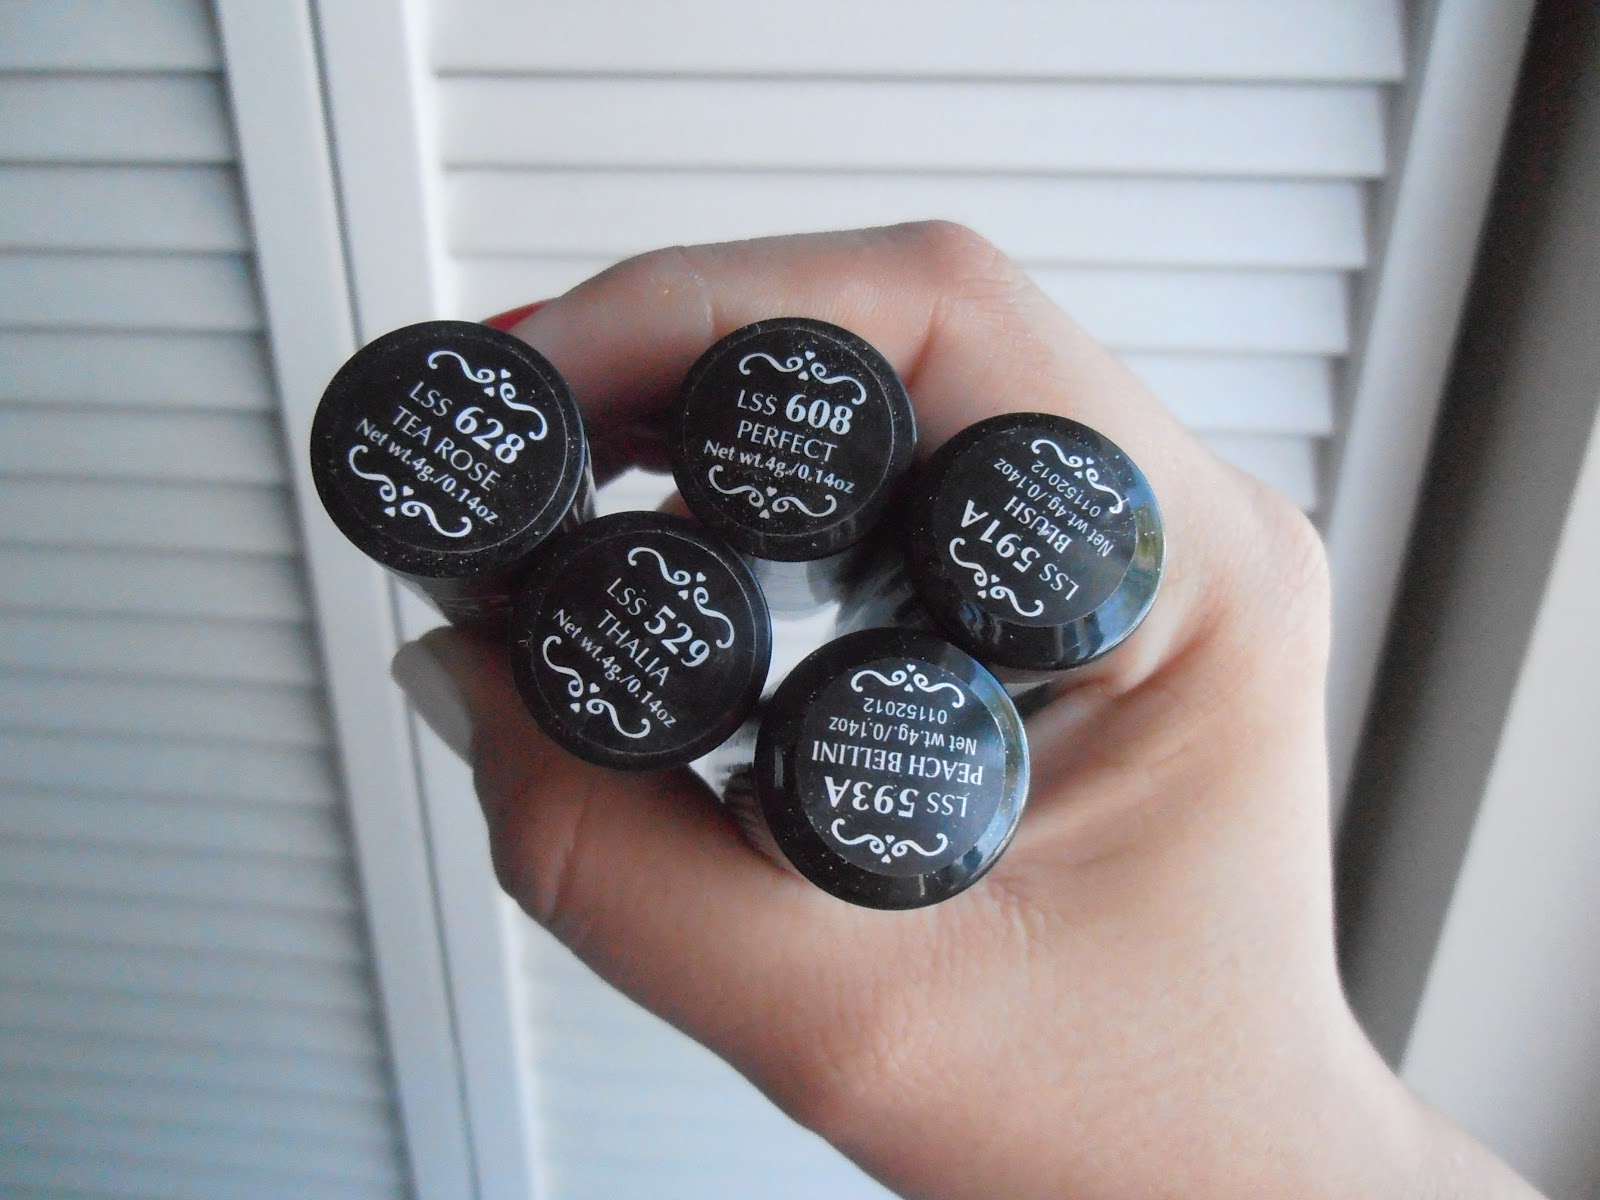 LSS 628
TEA ROSE
Net wt.4g./0.14oz
LSS 608
PERFECT
Net wt.4g./0.14oz
LSS 591A
BLUSH
Net wt.4g./0.14oz
01152012
LSS 529
THALIA
Net wt.4g./0.14oz
LSS 593A
PEACH BELLINI
Net wt.4g./0.14oz
01152012